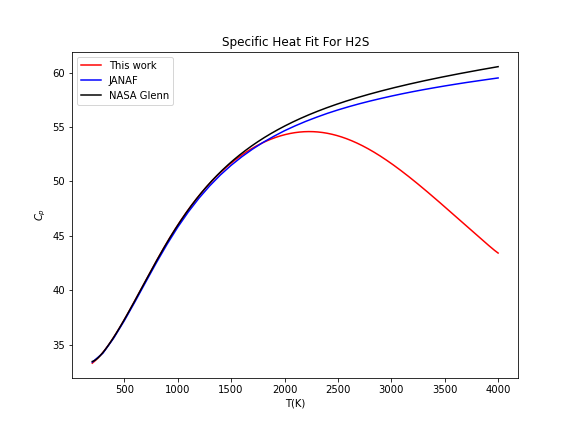 Specific Heat Fit For H2S
This work
JANAF
NASA Glenn
60
55
50
45
40
35
Cp
500 1000 1500 2000 2500 3000 3500 4000
T(K)